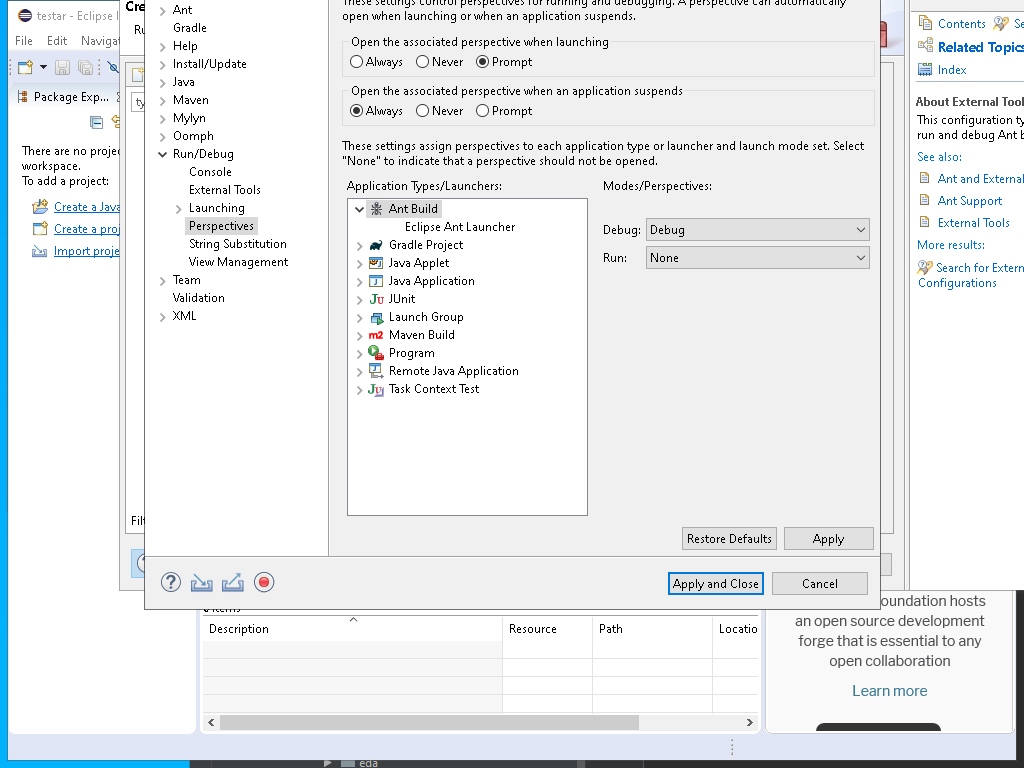 testar - Eclipse I
File Edit Navigat
Package Exp...
There are no proje
workspace.
To add a project:
Create a Java
Create a proj
Import proje
Cre
Ru
ty
Filt
Ant
Gradle
Help
Install/Update
Java
Maven
Mylyn
Oomph
Run/Debug
Console
External Tools
Launching
Perspectives
String Substitution
View Management
Team
Validation
XML
These settings control perspectives for running and debugging. A perspective can automatically
open when launching or when an application suspends.
Open the associated perspective when launching
Always Never Prompt
Open the associated perspective when an application suspends
Always Never Prompt
These settings assign perspectives to each application type or launcher and launch mode set. Select
"None" to indicate that a perspective should not be opened.
Application Types/Launchers:
Ant Build
Eclipse Ant Launcher
Gradle Project
Java Applet
Java Application
JUnit
Launch Group
Maven Build
Program
Remote Java Application
Task Context Test
Modes/Perspectives:
Debug: Debug
Run: None
Restore Defaults Apply
Apply and Close Cancel
Contents Se
Related Topics
Index
About External Tool
This configuration ty
run and debug Ant b
See also:
Ant and External
Ant Support
External Tools
More results:
Search for Extern
Configurations
items
Description Resource Path Locatio
oundation hosts
an open source development
forge that is essential to any
open collaboration
Learn more
eda